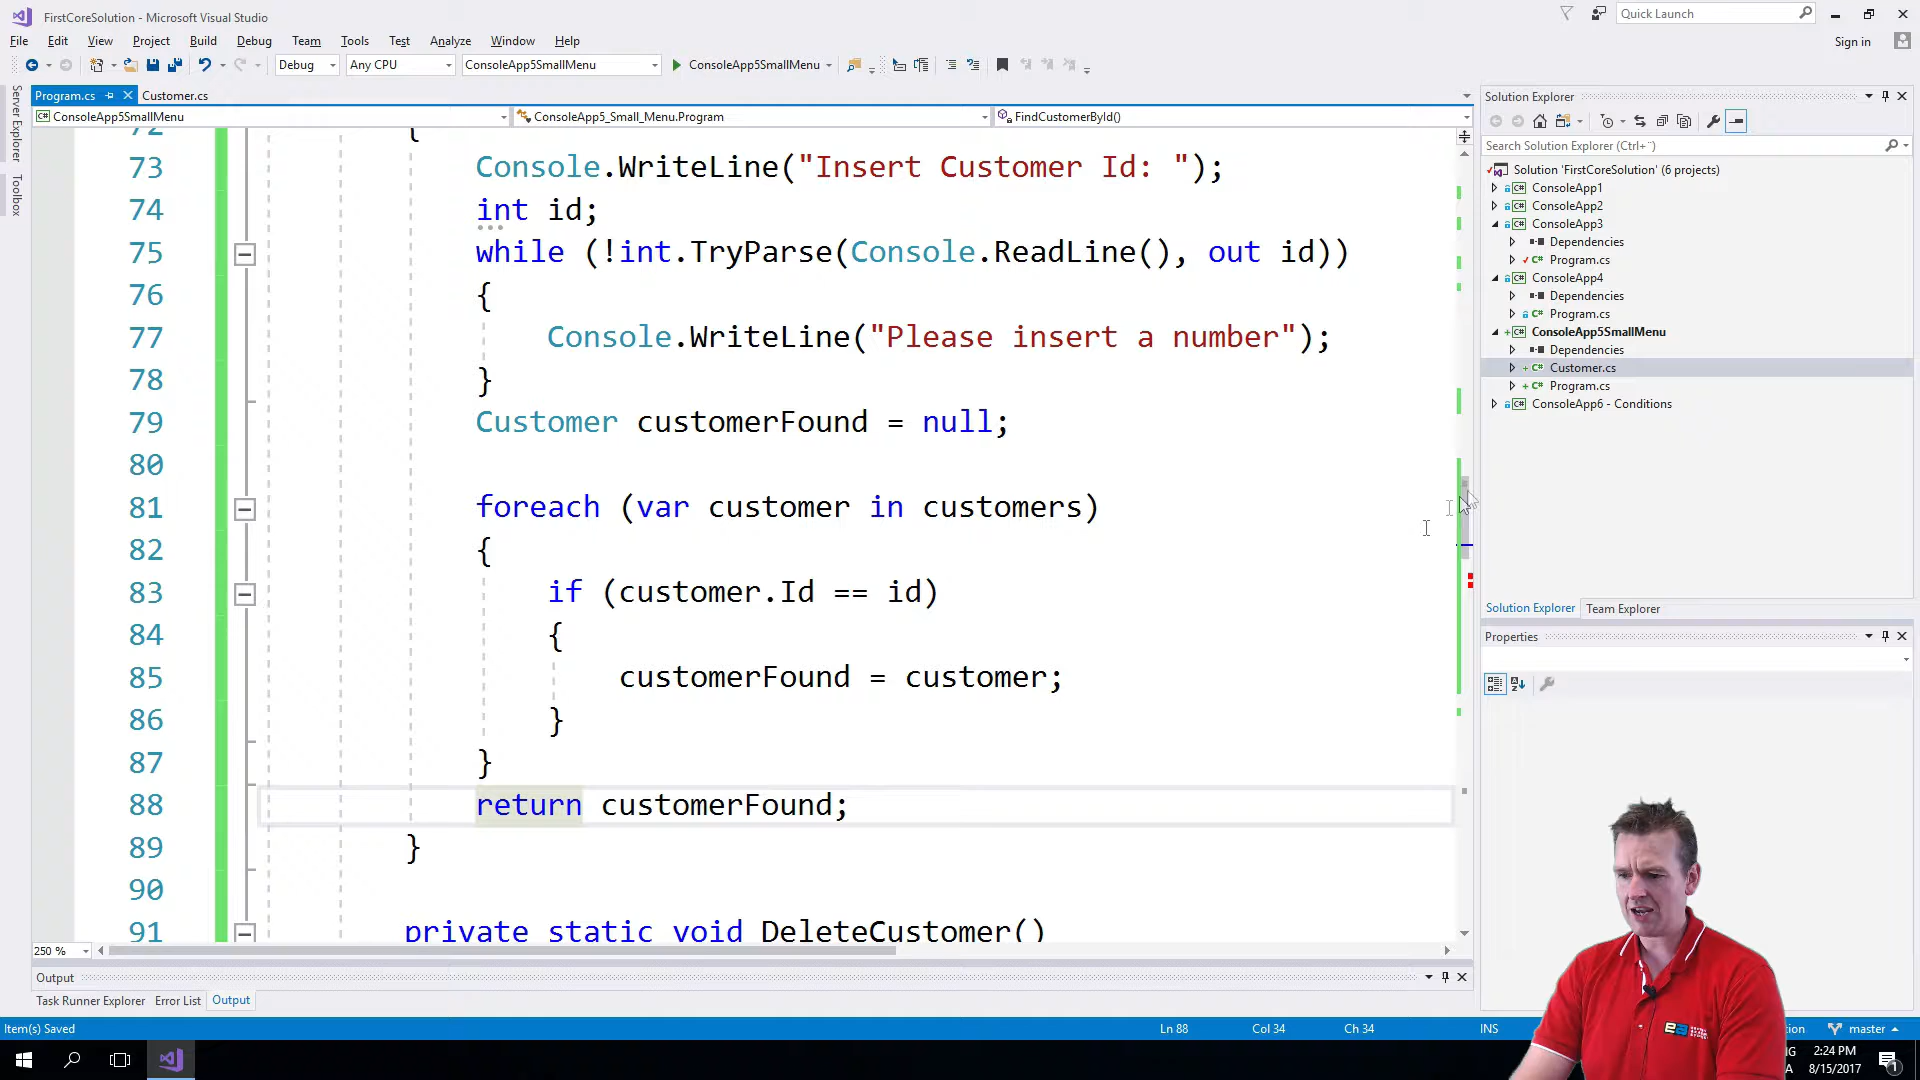 FirstCoreSolution - Microsoft Visual Studio
Quick Launch
File Edit View Project Build Debug Team Tools Test Analyze Window Help
Sign in
Debug Any CPU ConsoleApp5SmallMenu ConsoleApp5SmallMenu
Server Explorer
Toolbox
Program.cs Customer.cs
ConsoleApp5SmallMenu ConsoleApp5_Small_Menu.Program FindCustomerById()
72 {
73 Console.WriteLine("Insert Customer Id: ");
74 int id;
75 while (!int.TryParse(Console.ReadLine(), out id))
76 {
77 Console.WriteLine("Please insert a number");
78 }
79 Customer customerFound = null;
80
81 foreach (var customer in customers)
82 {
83 if (customer.Id == id)
84 {
85 customerFound = customer;
86 }
87 }
88 return customerFound;
89 }
90
91 private static void DeleteCustomer()
250 %
Output
Task Runner Explorer Error List Output
Solution Explorer
Search Solution Explorer (Ctrl+¨)
Solution 'FirstCoreSolution' (6 projects)
ConsoleApp1
ConsoleApp2
ConsoleApp3
Dependencies
Program.cs
ConsoleApp4
Dependencies
Program.cs
ConsoleApp5SmallMenu
Dependencies
Customer.cs
Program.cs
ConsoleApp6 - Conditions
Solution Explorer Team Explorer
Properties
Item(s) Saved Ln 88 Col 34 Ch 34 INS master
2:24 PM
8/15/2017
1